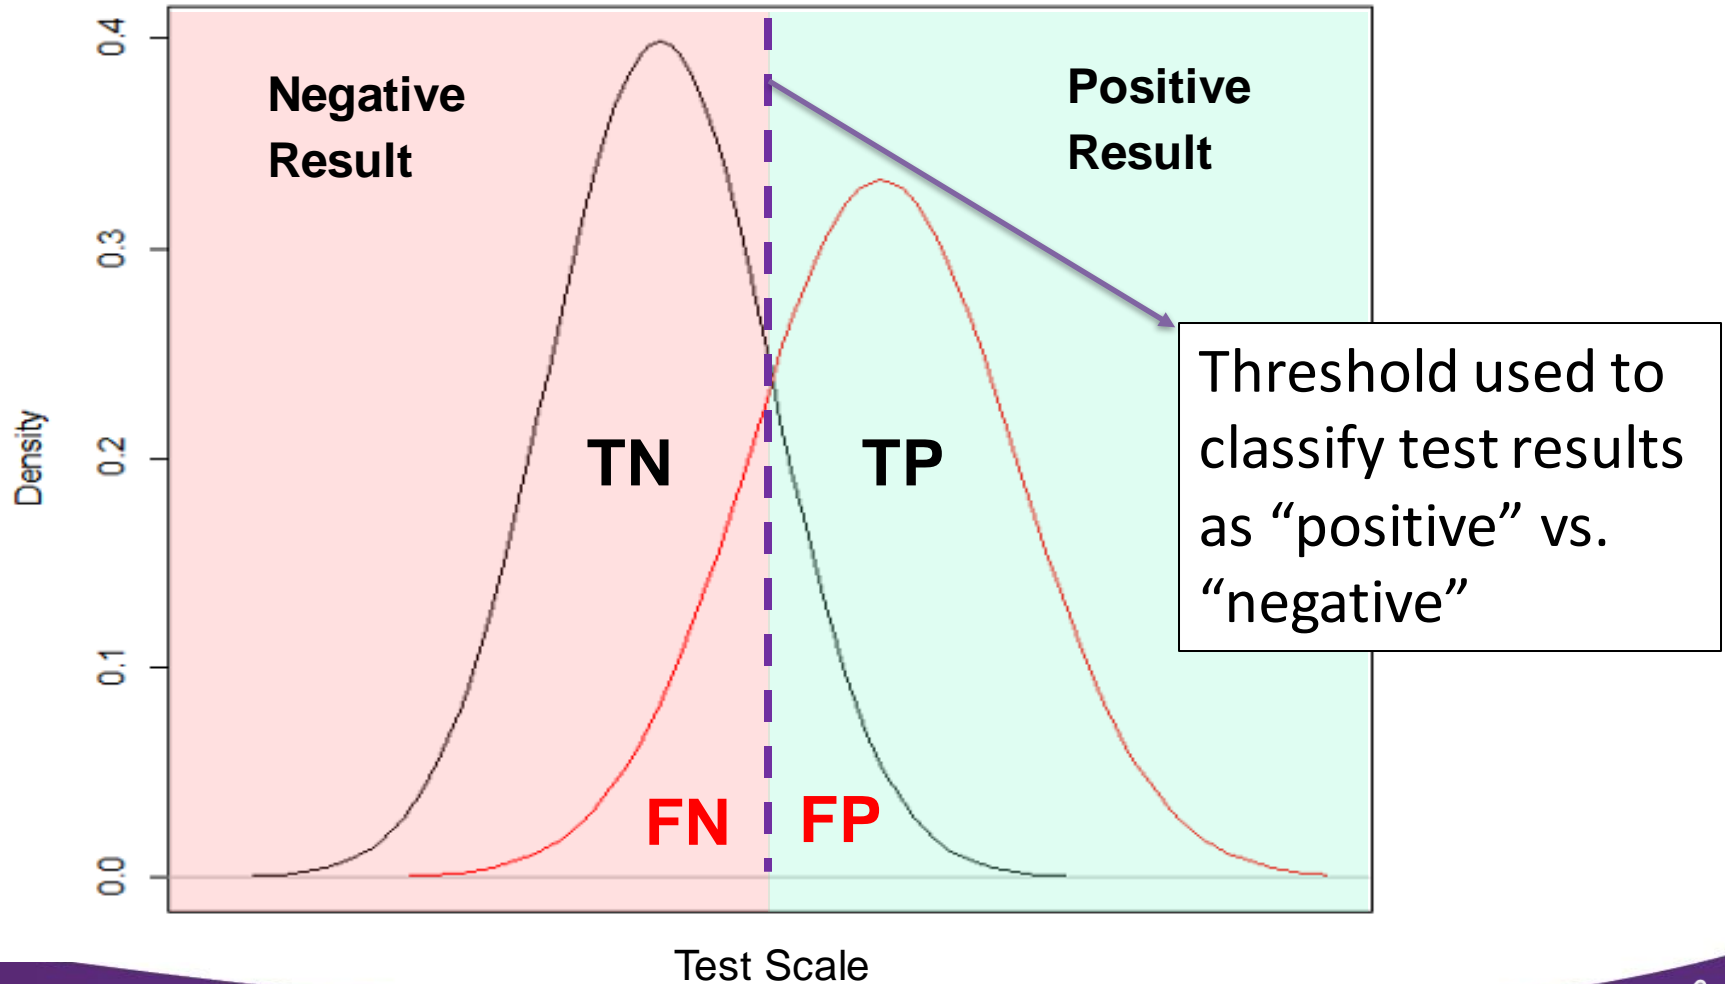 0.4
Negative
Result
Positive
Result
0.3
Threshold used to
classify test results
as “positive” vs.
“negative”
Density
0.2
TN
TP
0.1
FN
FP
0.0
Test Scale